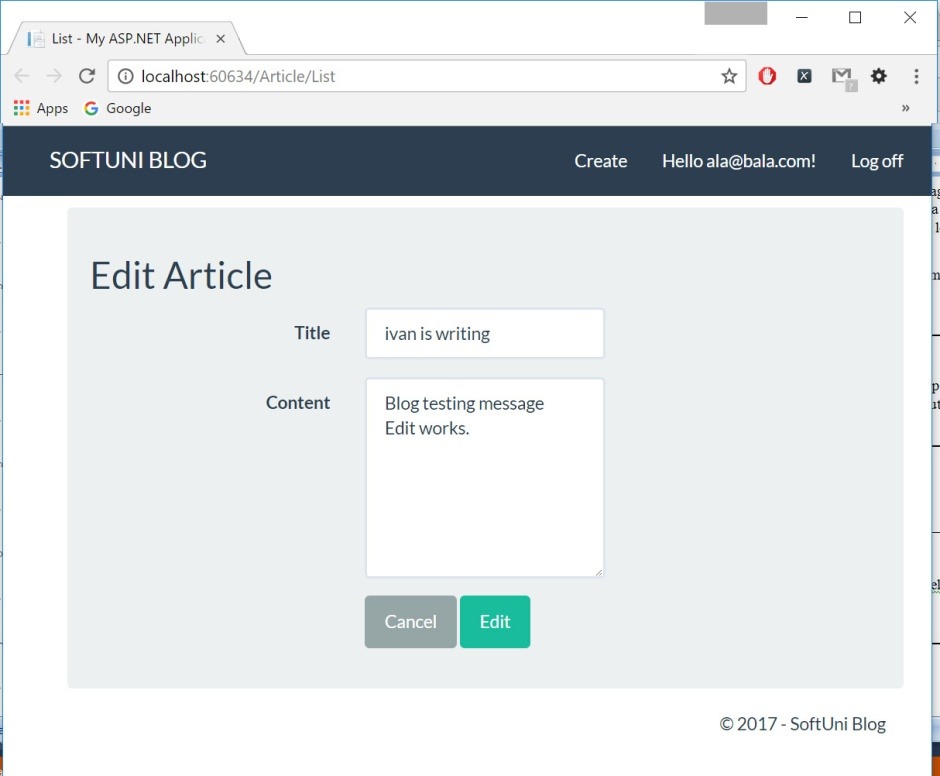 List - My ASP.NET Applic
localhost:60634/Article/List
Apps Google
SOFTUNI BLOG Create Hello ala@bala.com! Log off
Edit Article
Title ivan is writing
Content Blog testing message
Edit works.
Cancel Edit
© 2017 - SoftUni Blog